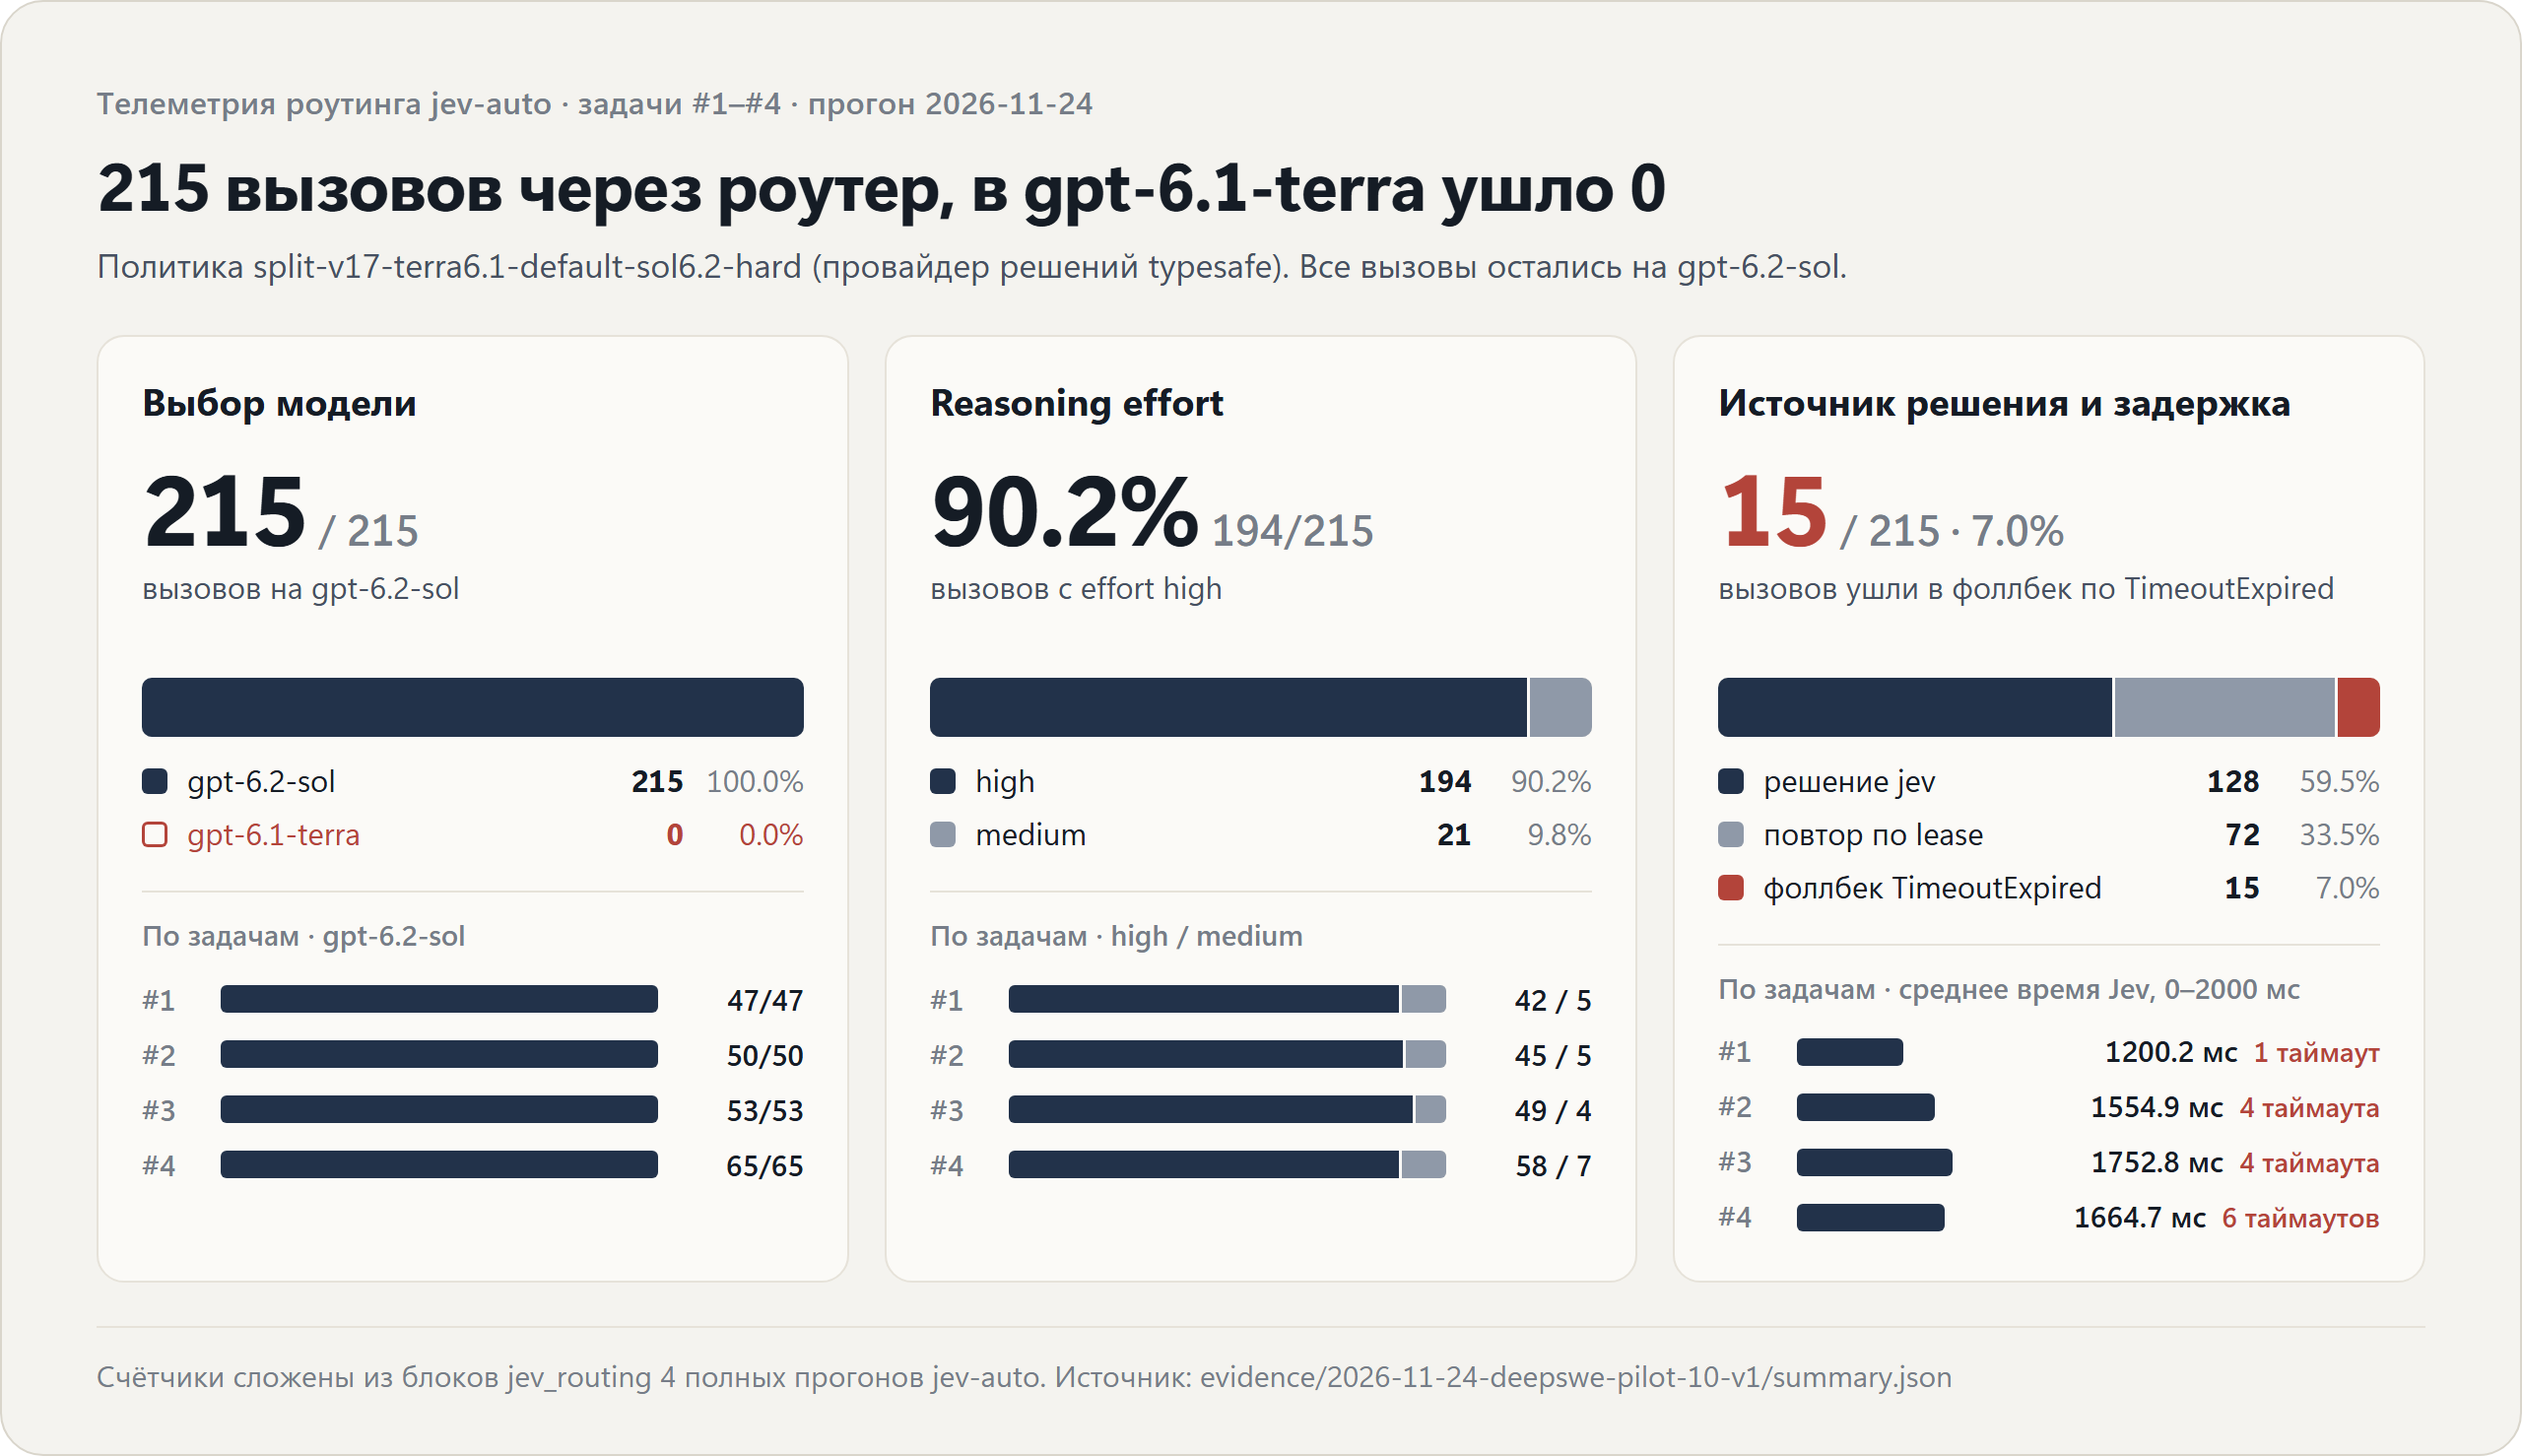 Телеметрия роутинга jev-auto · задачи #1–#4 · прогон 2026-11-24
215 вызовов через роутер, в gpt-6.1-terra ушло 0
Политика split-v17-terra6.1-default-sol6.2-hard (провайдер решений typesafe). Все вызовы остались на gpt-6.2-sol.
Выбор модели
215 / 215
вызовов на gpt-6.2-sol
gpt-6.2-sol 215 100.0%
gpt-6.1-terra 0 0.0%
По задачам · gpt-6.2-sol
#1 47/47
#2 50/50
#3 53/53
#4 65/65
Reasoning effort
90.2% 194/215
вызовов с effort high
high 194 90.2%
medium 21 9.8%
По задачам · high / medium
#1 42 / 5
#2 45 / 5
#3 49 / 4
#4 58 / 7
Источник решения и задержка
15 / 215 · 7.0%
вызовов ушли в фоллбек по TimeoutExpired
решение jev 128 59.5%
повтор по lease 72 33.5%
фоллбек TimeoutExpired 15 7.0%
По задачам · среднее время Jev, 0–2000 мс
#1 1200.2 мс 1 таймаут
#2 1554.9 мс 4 таймаута
#3 1752.8 мс 4 таймаута
#4 1664.7 мс 6 таймаутов
Счётчики сложены из блоков jev_routing 4 полных прогонов jev-auto. Источник: evidence/2026-11-24-deepswe-pilot-10-v1/summary.json